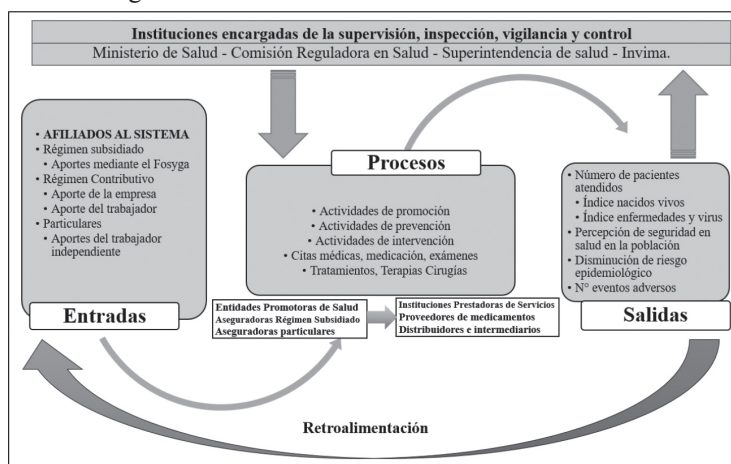 Instituciones encargadas de la supervisión, inspección, vigilancia y control
Ministerio de Salud - Comisión Reguladora en Salud - Superintendencia de salud - Invima.
• AFILIADOS AL SISTEMA
• Régimen subsidiado
• Aportes mediante el Fosyga
• Régimen Contributivo
• Aporte de la empresa
• Aporte del trabajador
• Particulares
• Aportes del trabajador
independiente
Entradas
Procesos
• Actividades de promoción
• Actividades de prevención
• Actividades de intervención
• Citas médicas, medicación, exámenes
• Tratamientos, Terapias Cirugías
Entidades Promotoras de Salud
Aseguradoras Régimen Subsidiado
Aseguradoras particulares
Instituciones Prestadoras de Servicios
Proveedores de medicamentos
Distribuidores e intermediarios
• Número de pacientes
atendidos
• Índice nacidos vivos
• Índice enfermedades y virus
• Percepción de seguridad en
salud en la población
• Disminución de riesgo
epidemiológico
• N° eventos adversos
Salidas
Retroalimentación